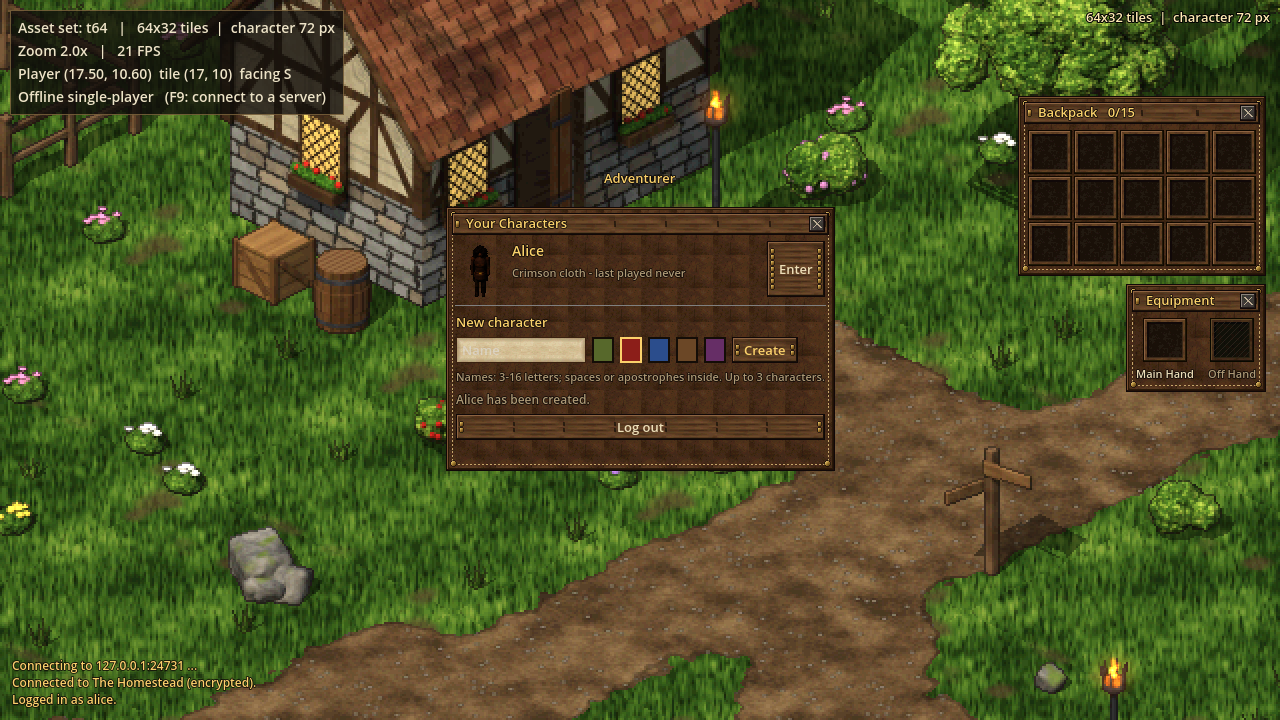 Asset set: t64   |   64x32 tiles  |  character 72 px
Zoom 2.0x   |   21 FPS
Player (17.50, 10.60)  tile (17, 10)  facing S
Offline single-player   (F9: connect to a server)
64x32 tiles  |  character 72 px
Backpack   0/15
Adventurer
Your Characters
Alice
Crimson cloth - last played never
Enter
Equipment
Main Hand   Off Hand
New character
Name
Create
Names: 3-16 letters; spaces or apostrophes inside. Up to 3 characters.
Alice has been created.
Log out
Connecting to 127.0.0.1:24731 ...
Connected to The Homestead (encrypted).
Logged in as alice.